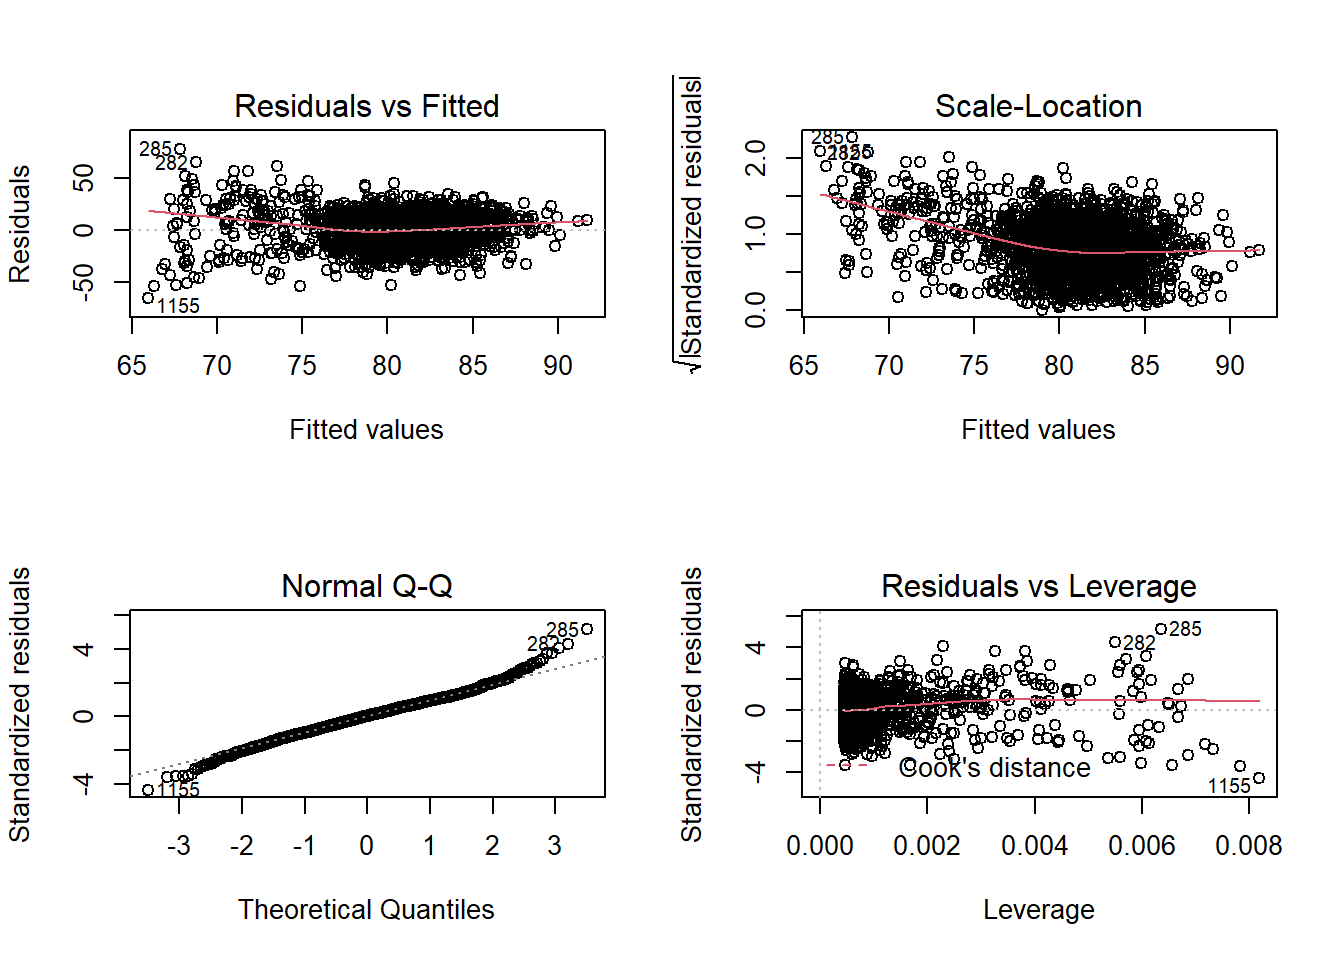 Residuals vs Fitted
Residuals
50
0
-50
285
282
1155
65 70 75 80 85 90
Fitted values
Scale-Location
√|Standardized residuals|
2.0
1.0
0.0
285
1155
282
65 70 75 80 85 90
Fitted values
Normal Q-Q
Standardized residuals
4
0
-4
285
282
1155
-3 -2 -1 0 1 2 3
Theoretical Quantiles
Residuals vs Leverage
Standardized residuals
4
0
-4
285
282
1155
Cook's distance
0.000 0.002 0.004 0.006 0.008
Leverage